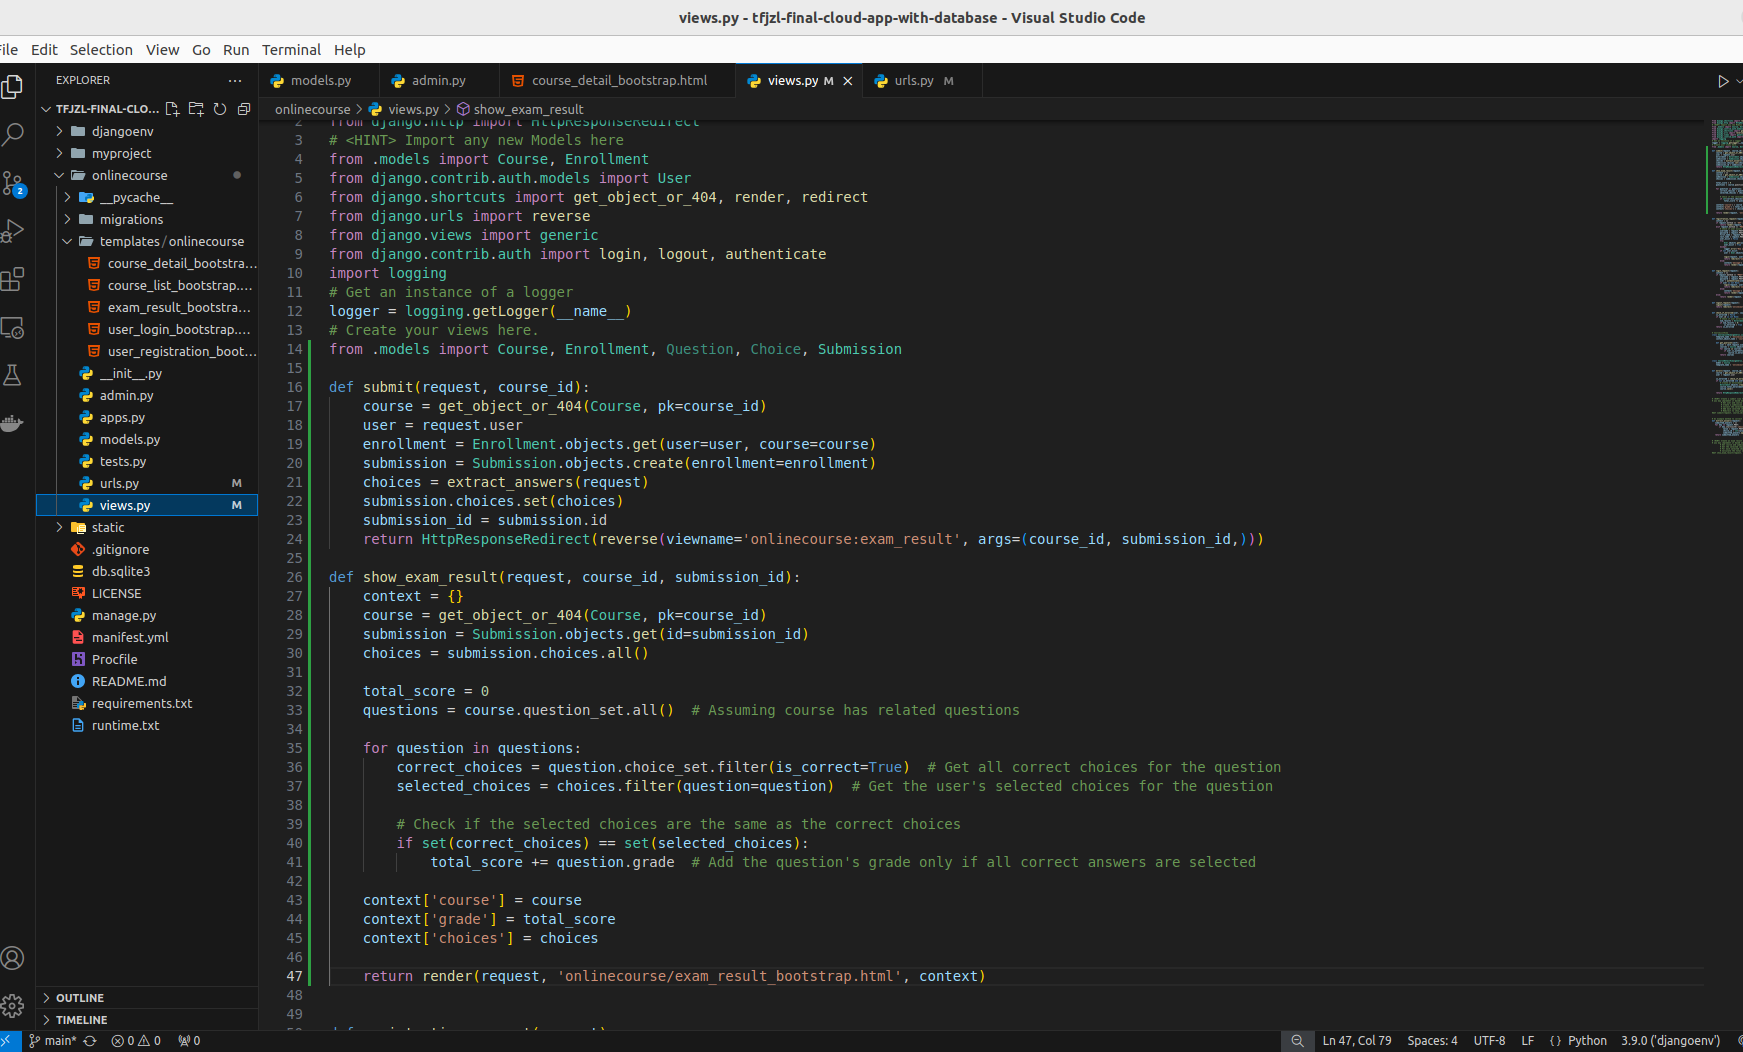 views.py - tfjzl-final-cloud-app-with-database - Visual Studio Code
File Edit Selection View Go Run Terminal Help
EXPLORER
TFJZL-FINAL-CLO...
djangoenv
myproject
onlinecourse
__pycache__
migrations
templates/onlinecourse
course_detail_bootstra...
course_list_bootstrap....
exam_result_bootstra...
user_login_bootstrap....
user_registration_boot...
__init__.py
admin.py
apps.py
models.py
tests.py
urls.py M
views.py M
static
.gitignore
db.sqlite3
LICENSE
manage.py
manifest.yml
Procfile
README.md
requirements.txt
runtime.txt
OUTLINE
TIMELINE
2
models.py admin.py course_detail_bootstrap.html views.py M urls.py M
onlinecourse > views.py > show_exam_result
2 from django.http import HttpResponseRedirect
3 # <HINT> Import any new Models here
4 from .models import Course, Enrollment
5 from django.contrib.auth.models import User
6 from django.shortcuts import get_object_or_404, render, redirect
7 from django.urls import reverse
8 from django.views import generic
9 from django.contrib.auth import login, logout, authenticate
10 import logging
11 # Get an instance of a logger
12 logger = logging.getLogger(__name__)
13 # Create your views here.
14 from .models import Course, Enrollment, Question, Choice, Submission
15
16 def submit(request, course_id):
17 course = get_object_or_404(Course, pk=course_id)
18 user = request.user
19 enrollment = Enrollment.objects.get(user=user, course=course)
20 submission = Submission.objects.create(enrollment=enrollment)
21 choices = extract_answers(request)
22 submission.choices.set(choices)
23 submission_id = submission.id
24 return HttpResponseRedirect(reverse(viewname='onlinecourse:exam_result', args=(course_id, submission_id,)))
25
26 def show_exam_result(request, course_id, submission_id):
27 context = {}
28 course = get_object_or_404(Course, pk=course_id)
29 submission = Submission.objects.get(id=submission_id)
30 choices = submission.choices.all()
31
32 total_score = 0
33 questions = course.question_set.all() # Assuming course has related questions
34
35 for question in questions:
36 correct_choices = question.choice_set.filter(is_correct=True) # Get all correct choices for the question
37 selected_choices = choices.filter(question=question) # Get the user's selected choices for the question
38
39 # Check if the selected choices are the same as the correct choices
40 if set(correct_choices) == set(selected_choices):
41 total_score += question.grade # Add the question's grade only if all correct answers are selected
42
43 context['course'] = course
44 context['grade'] = total_score
45 context['choices'] = choices
46
47 return render(request, 'onlinecourse/exam_result_bootstrap.html', context)
48
49
main* 0 0 0 Ln 47, Col 79 Spaces: 4 UTF-8 LF {} Python 3.9.0 ('djangoenv')